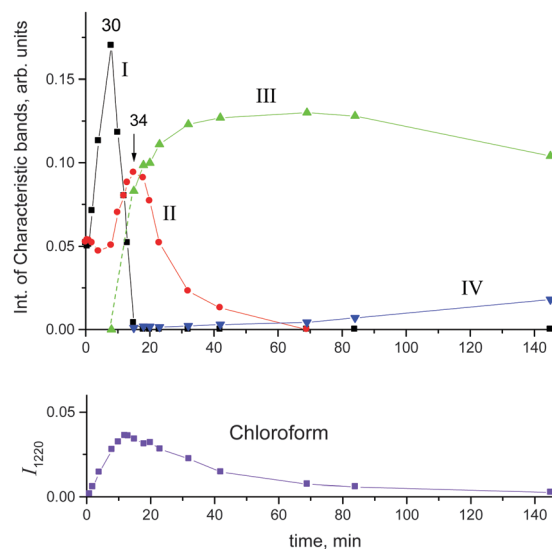 30
I
III
34
II
IV
Int. of Characteristic bands, arb. units
0.15
0.10
0.05
0.00
0 20 40 60 80 100 120 140
Chloroform
I1220
0.05
0.00
0 20 40 60 80 100 120 140
time, min